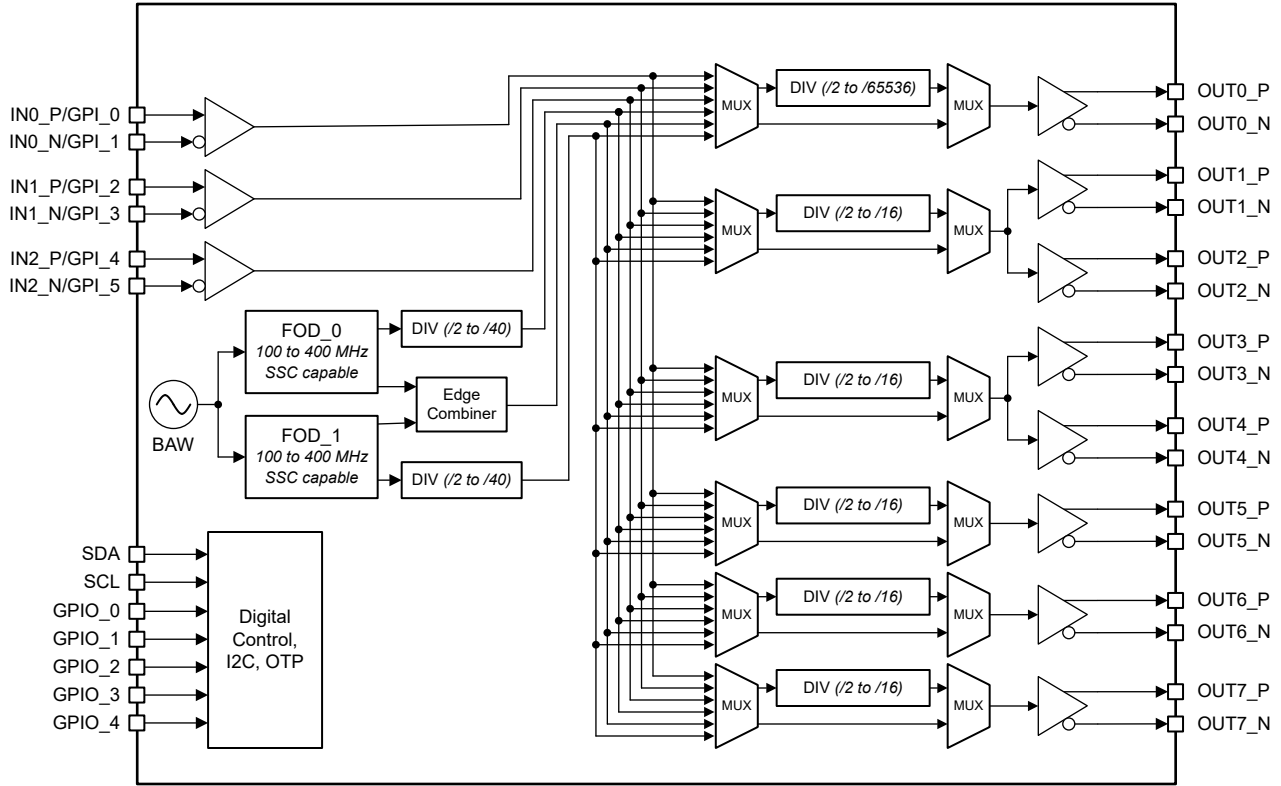 IN0_P/GPI_0
IN0_N/GPI_1
IN1_P/GPI_2
IN1_N/GPI_3
IN2_P/GPI_4
IN2_N/GPI_5
BAW
FOD_0
100 to 400 MHz
SSC capable
FOD_1
100 to 400 MHz
SSC capable
DIV (/2 to /40)
Edge
Combiner
DIV (/2 to /40)
SDA
SCL
GPIO_0
GPIO_1
GPIO_2
GPIO_3
GPIO_4
Digital
Control,
I2C, OTP
MUX
DIV (/2 to /65536)
MUX
OUT0_P
OUT0_N
MUX
DIV (/2 to /16)
MUX
OUT1_P
OUT1_N
OUT2_P
OUT2_N
MUX
DIV (/2 to /16)
MUX
OUT3_P
OUT3_N
OUT4_P
OUT4_N
MUX
DIV (/2 to /16)
MUX
OUT5_P
OUT5_N
MUX
DIV (/2 to /16)
MUX
OUT6_P
OUT6_N
MUX
DIV (/2 to /16)
MUX
OUT7_P
OUT7_N